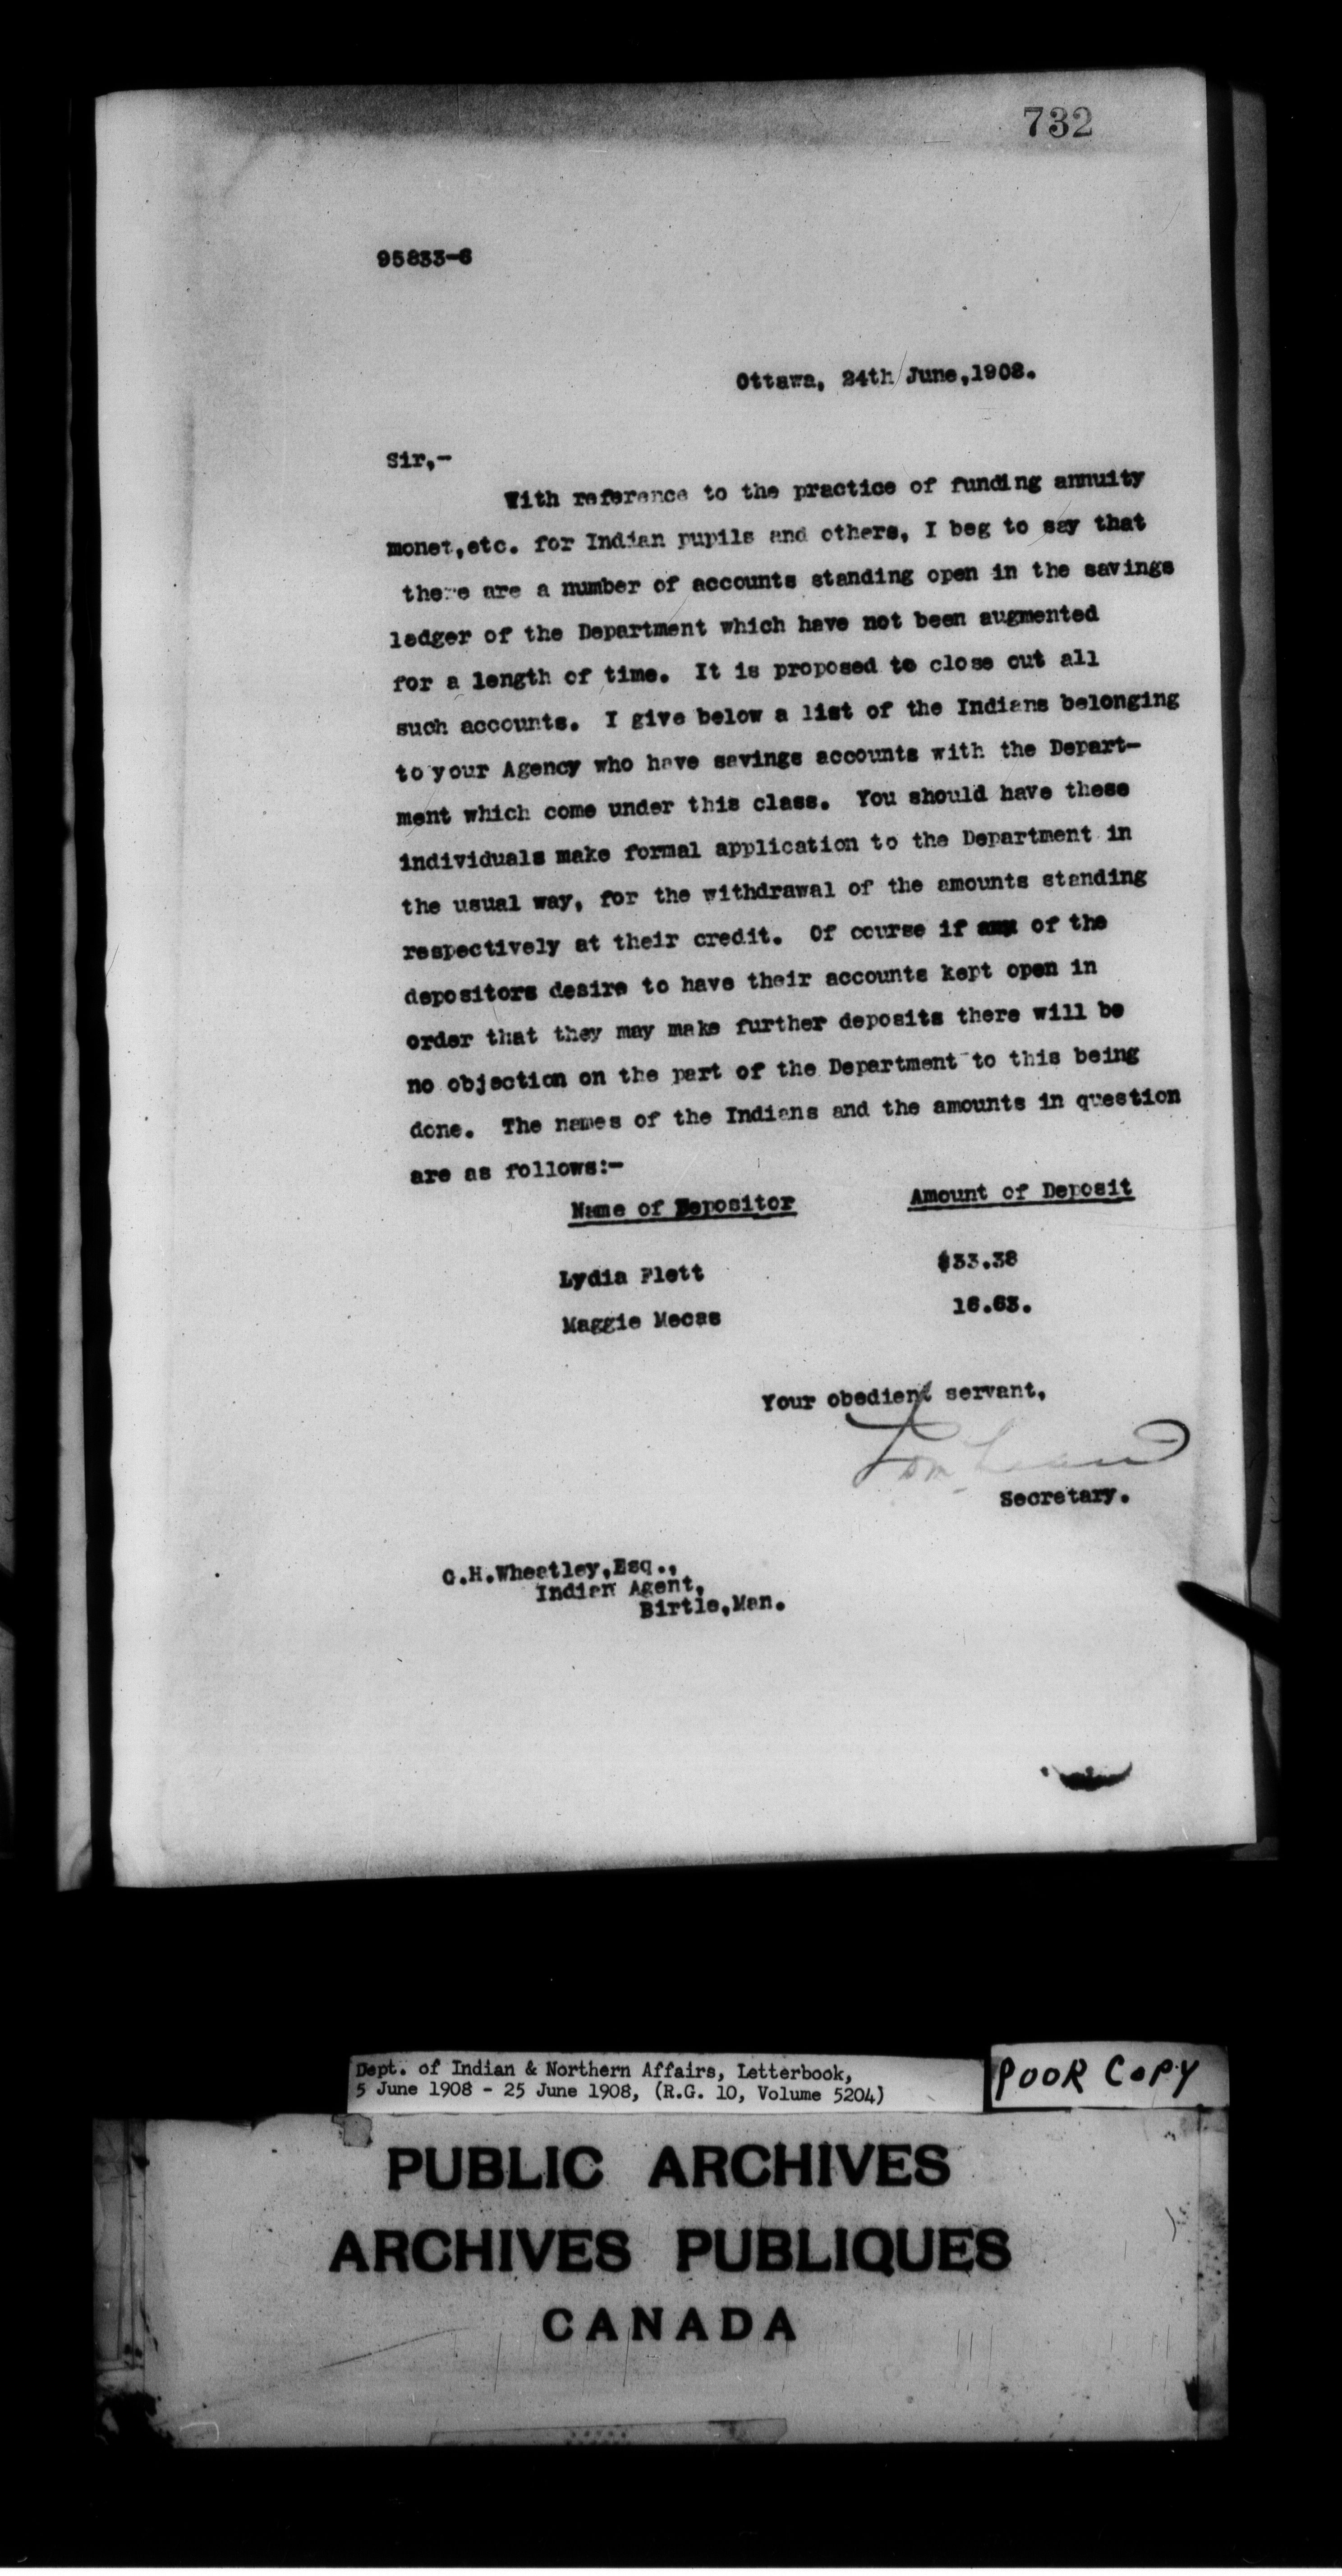 732
95833-6
Ottawa, 24th June,1908.
Sir,-
With reference to the practice of funding annuity
monet,etc. for Indian pupils and others, I beg to say that
there are a number of accounts standing open in the savings
ledger of the Department which have not been augmented
for a length of time. It is proposed to close out all
such accounts. I give below a list of the Indians belonging
to your Agency who have savings accounts with the Depart-
ment which come under this class. You should have these
individuals make formal application to the Department in
the usual way, for the withdrawal of the amounts standing
respectively at their credit. Of course if any of the
depositors desire to have their accounts kept open in
order that they may make further deposits there will be
no objection on the part of the Department to this being
done. The names of the Indians and the amounts in question
are as follows:-
Name of Depositor Amount of Deposit
Lydia Flett $33.38
Maggie Mecas 16.63.
Your obedient servant,
Secretary.
C.H.Wheatley,Esq.,
Indian Agent,
Birtle,Man.
Dept. of Indian & Northern Affairs, Letterbook,
5 June 1908 - 25 June 1908, (R.G. 10, Volume 5204)
POOR COPY
PUBLIC ARCHIVES
ARCHIVES PUBLIQUES
CANADA